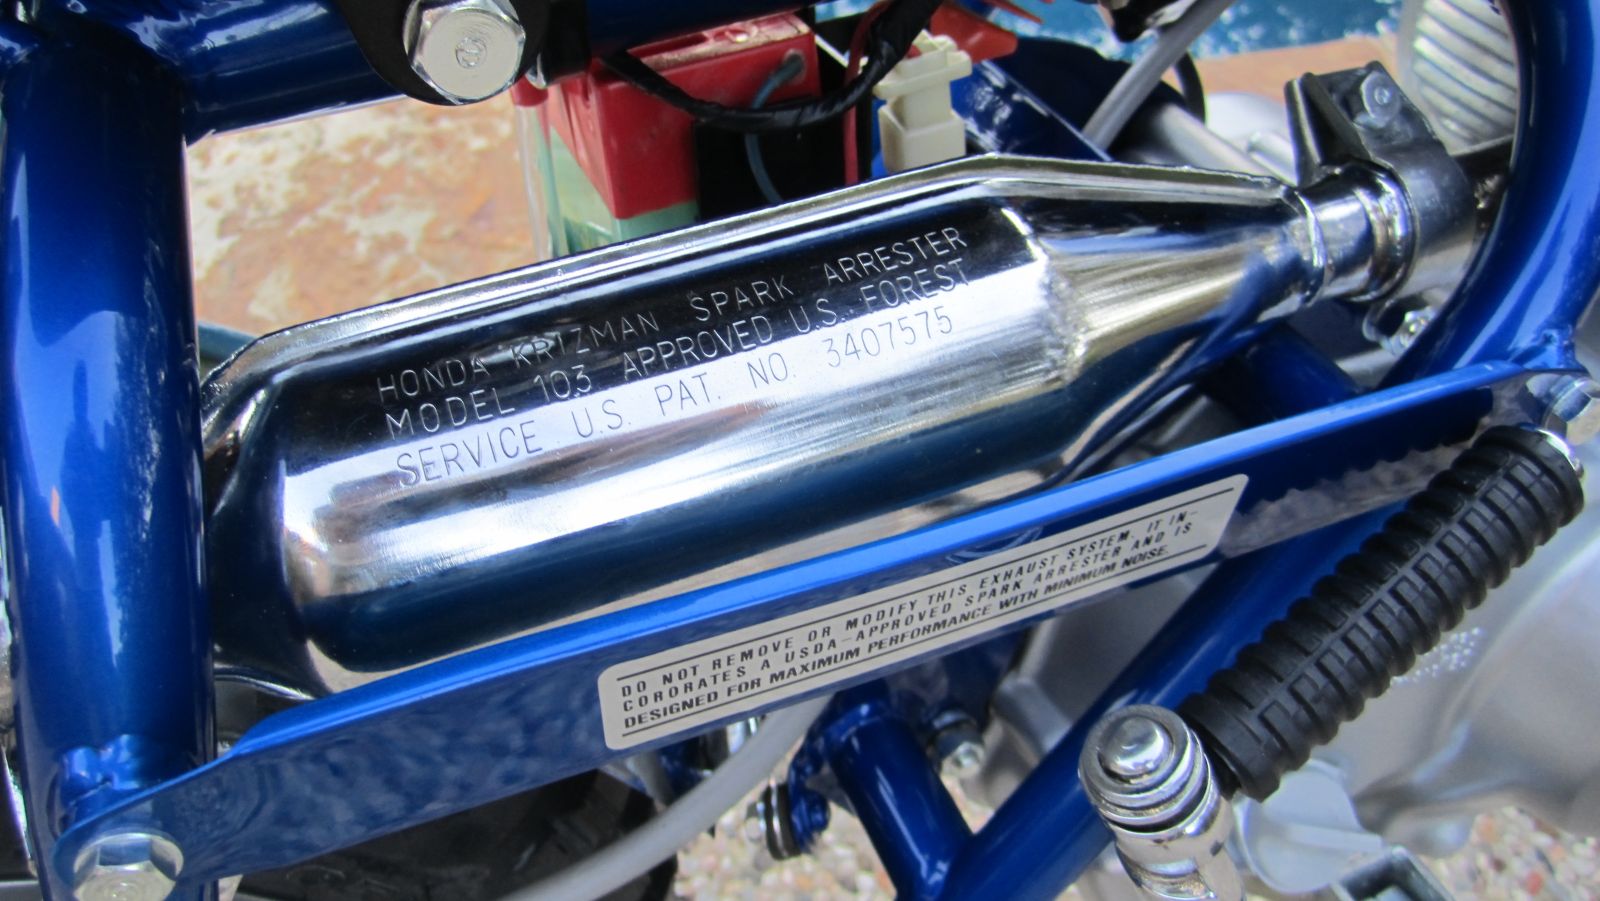 HONDA KRIZMAN SPARK ARRESTER
MODEL 103 APPROVED U.S. FOREST
SERVICE U.S. PAT. NO. 3407575
DO NOT REMOVE OR MODIFY THIS EXHAUST SYSTEM. IT IN-
CORORATES A USDA-APPROVED SPARK ARRESTER AND IS
DESIGNED FOR MAXIMUM PERFORMANCE WITH MINIMUM NOISE.